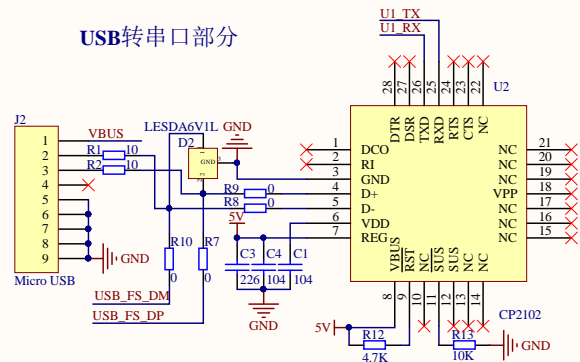 U1_TX
U1_RX
USB转串口部分
U2
28 27 26 25 24 23 22
DTR DSR TXD RXD RTS CTS NC
J2
VBUS
LESDA6V1L
D2
GND
1
2
3
4
5
6
7
8
9
R1 10
R2 10
GND
1
2
3
R9 0
R8 0
1 DCO
2 RI
3 GND
4 D+
5 D-
6 VDD
7 REG
NC 21
NC 20
NC 19
VPP 18
NC 17
NC 16
NC 15
5V
R10
0
R7
0
C3
226
C4
104
C1
104
GND
GND
Micro USB
USB_FS_DM
USB_FS_DP
VBUS RST NC SUS SUS NC NC
8 9 10 11 12 13 14
CP2102
5V
R12
4.7K
R13
10K
GND